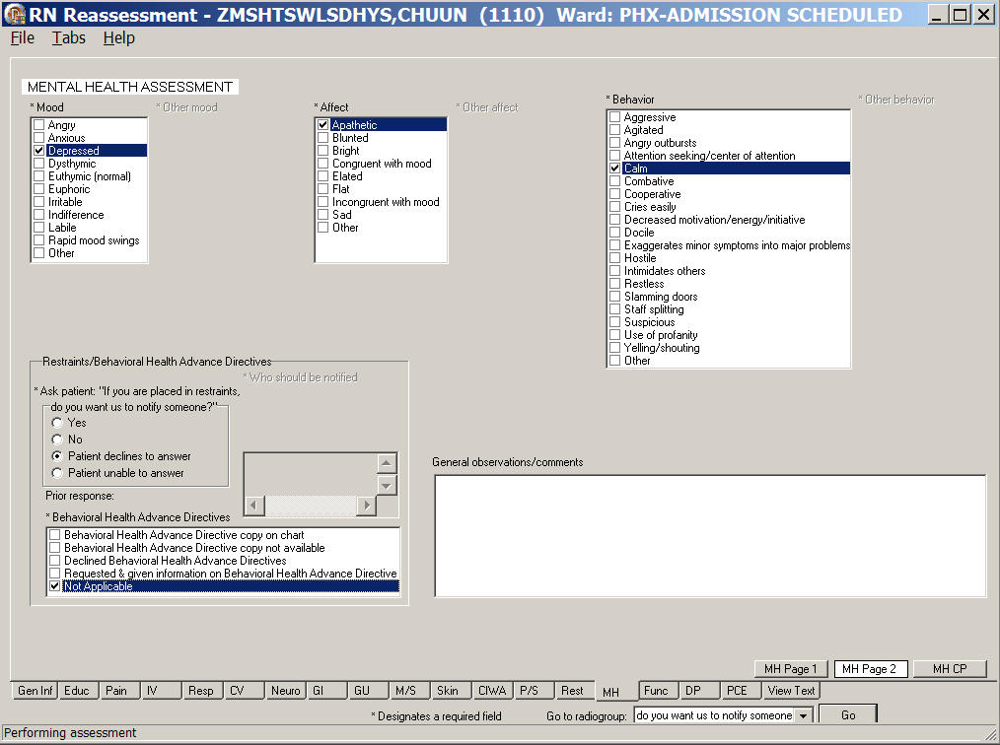 RN Reassessment - ZMSHTSWLSDHYS,CHUUN (1110) Ward: PHX-ADMISSION SCHEDULED
File Tabs Help
MENTAL HEALTH ASSESSMENT
* Mood
* Other mood
Angry
Anxious
Depressed
Dysthymic
Euthymic (normal)
Euphoric
Irritable
Indifference
Labile
Rapid mood swings
Other
* Affect
* Other affect
Apathetic
Blunted
Bright
Congruent with mood
Elated
Flat
Incongruent with mood
Sad
Other
* Behavior
* Other behavior
Aggressive
Agitated
Angry outbursts
Attention seeking/center of attention
Calm
Combative
Cooperative
Cries easily
Decreased motivation/energy/initiative
Docile
Exaggerates minor symptoms into major problems
Hostile
Intimidates others
Restless
Slamming doors
Staff splitting
Suspicious
Use of profanity
Yelling/shouting
Other
Restraints/Behavioral Health Advance Directives
* Who should be notified
* Ask patient: "If you are placed in restraints,
do you want us to notify someone?"
Yes
No
Patient declines to answer
Patient unable to answer
Prior response:
* Behavioral Health Advance Directives
Behavioral Health Advance Directive copy on chart
Behavioral Health Advance Directive copy not available
Declined Behavioral Health Advance Directives
Requested & given information on Behavioral Health Advance Directive
Not Applicable
General observations/comments
MH Page 1 MH Page 2 MH CP
Gen Inf Educ Pain IV Resp CV Neuro GI GU M/S Skin CIWA P/S Rest MH Func DP PCE View Text
* Designates a required field Go to radiogroup: do you want us to notify someone Go
Performing assessment